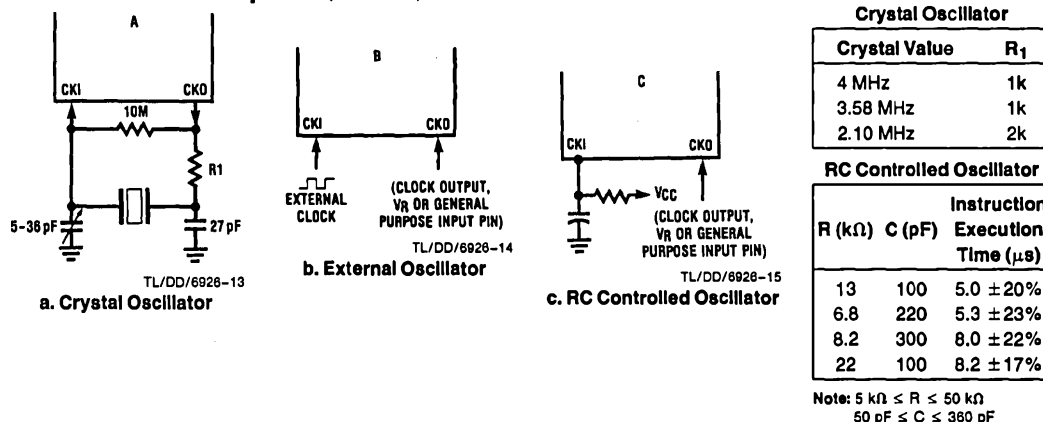 A
CKI
CKO
10M
R1
5-36 pF
27 pF
TL/DD/6926-13
a. Crystal Oscillator
B
CKI
CKO
EXTERNAL
CLOCK
(CLOCK OUTPUT,
VR OR GENERAL
PURPOSE INPUT PIN)
TL/DD/6926-14
b. External Oscillator
C
CKI
CKO
VCC
(CLOCK OUTPUT,
VR OR GENERAL
PURPOSE INPUT PIN)
TL/DD/6926-15
c. RC Controlled Oscillator
Crystal Oscillator
Crystal Value R1
4 MHz 1k
3.58 MHz 1k
2.10 MHz 2k
RC Controlled Oscillator
R (kΩ) C (pF) Instruction
Execution
Time (μs)
13 100 5.0 ±20%
6.8 220 5.3 ±23%
8.2 300 8.0 ±22%
22 100 8.2 ±17%
Note: 5 kΩ ≤ R ≤ 50 kΩ
50 pF ≤ C ≤ 360 pF